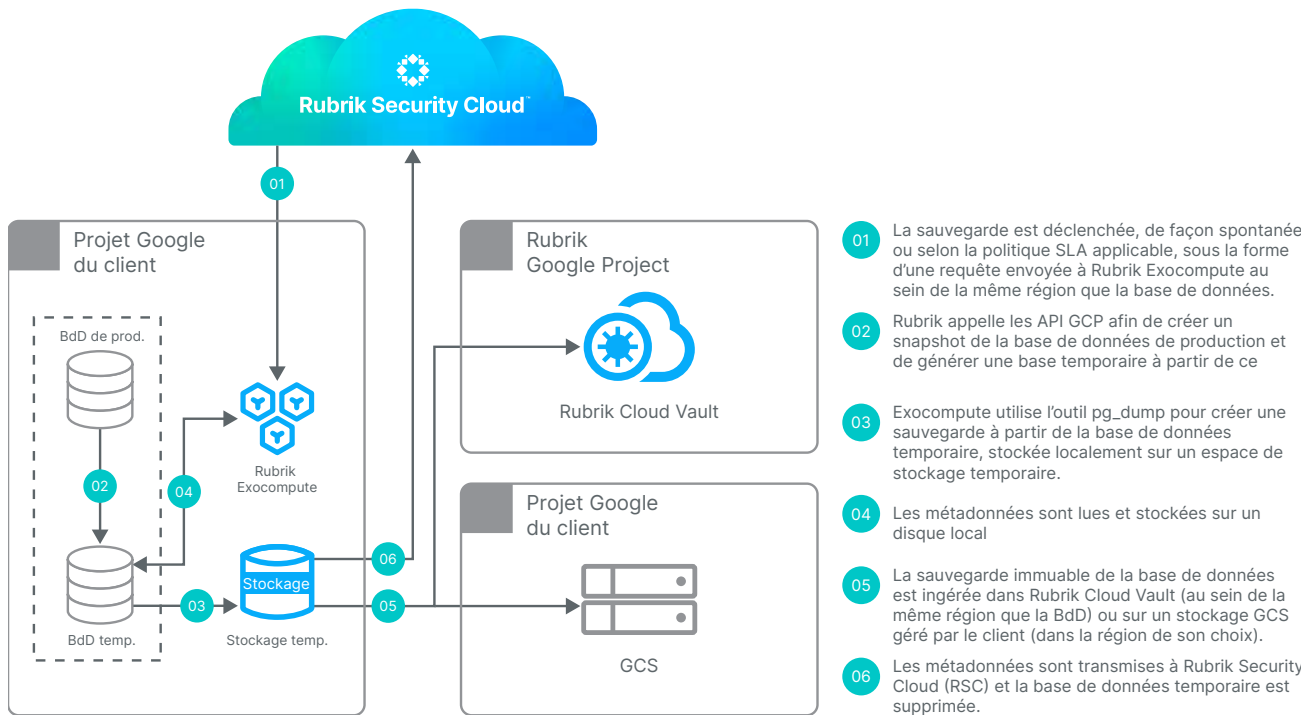 Rubrik Security Cloud™
01
Projet Google
du client
BdD de prod.
02
04
Rubrik
Exocompute
BdD temp.
03
Stockage
Stockage temp.
06
05
Rubrik
Google Project
Rubrik Cloud Vault
Projet Google
du client
GCS
01
La sauvegarde est déclenchée, de façon spontanée
ou selon la politique SLA applicable, sous la forme
d'une requête envoyée à Rubrik Exocompute au
sein de la même région que la base de données.
02
Rubrik appelle les API GCP afin de créer un
snapshot de la base de données de production et
de générer une base temporaire à partir de ce
03
Exocompute utilise l'outil pg_dump pour créer une
sauvegarde à partir de la base de données
temporaire, stockée localement sur un espace de
stockage temporaire.
04
Les métadonnées sont lues et stockées sur un
disque local
05
La sauvegarde immuable de la base de données
est ingérée dans Rubrik Cloud Vault (au sein de la
même région que la BdD) ou sur un stockage GCS
géré par le client (dans la région de son choix).
06
Les métadonnées sont transmises à Rubrik Security
Cloud (RSC) et la base de données temporaire est
supprimée.